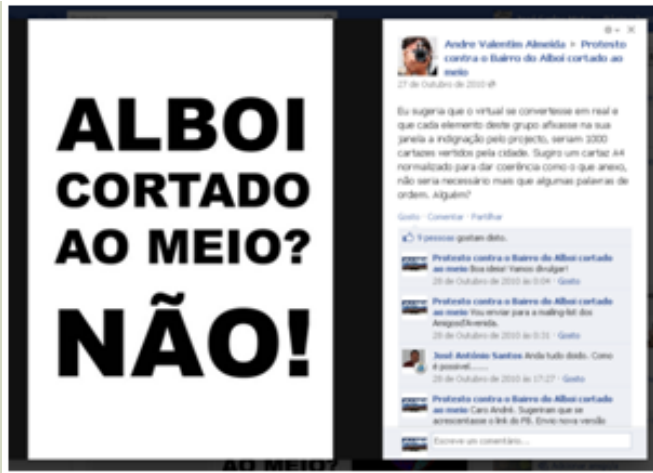 ALBOI
CORTADO
AO MEIO?
NÃO!
Andre Valentim Almeida ▸ Protesto
contra o Bairro do Alboi cortado ao
meio
27 de Outubro de 2010
Eu sugeria que o virtual se convertesse em real e
que cada elemento deste grupo afixasse na sua
janela a indignação pelo projecto, seriam 1000
cartazes vertidos pela cidade. Sugiro um cartaz A4
normalizado para dar coerência como o que anexo,
não seria necessário mais que algumas palavras de
ordem. Alguém?
Gosto · Comentar · Partilhar
9 pessoas gostam disto.
Protesto contra o Bairro do Alboi cortado
ao meio Boa ideia! Vamos divulgar!
28 de Outubro de 2010 às 0:04 · Gosto
Protesto contra o Bairro do Alboi cortado
ao meio Vou enviar para a mailing-list dos
Amigosd'Avenida.
28 de Outubro de 2010 às 0:31 · Gosto
José António Santos Anda tudo doido. Como
é possivel.......
28 de Outubro de 2010 às 17:27 · Gosto
Protesto contra o Bairro do Alboi cortado
ao meio Caro André. Sugeriram que se
acrescentasse o link do FB. Envio nova versão
Escreve um comentário...
AO MEIO?